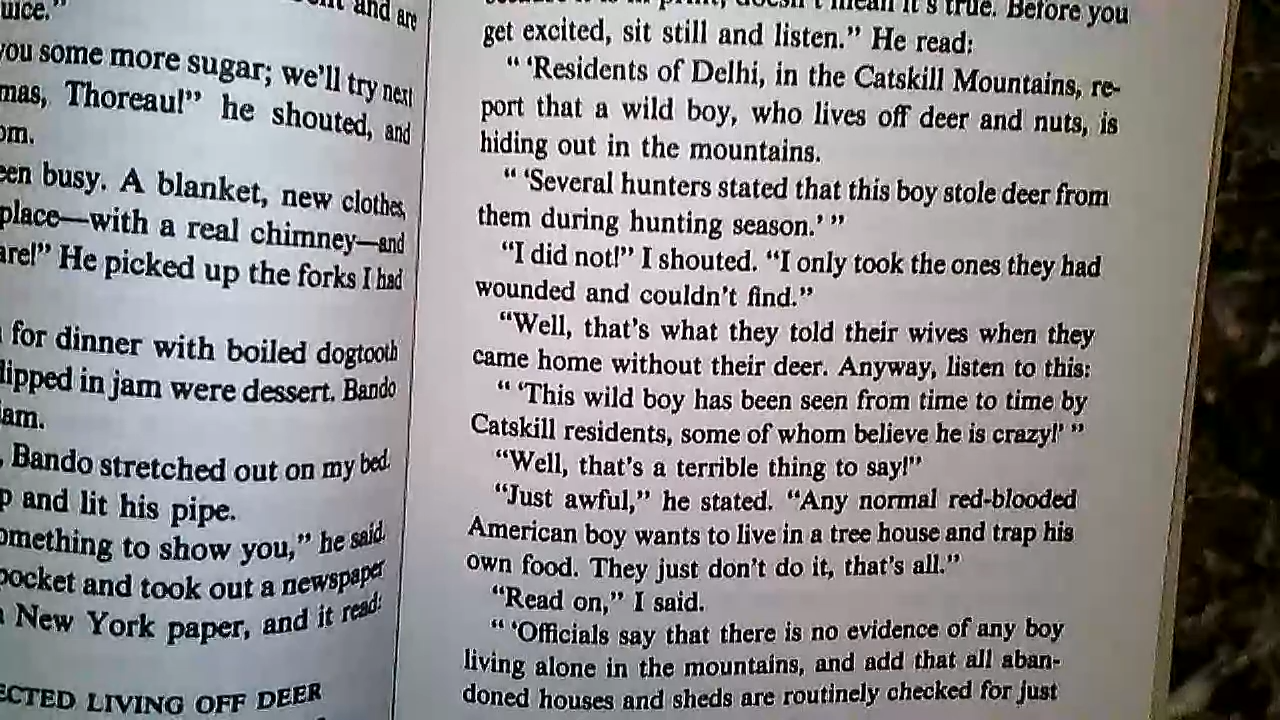 uice."
and are
you some more sugar; we'll try next
mas, Thoreau!" he shouted, and
om.
een busy. A blanket, new clothes,
place—with a real chimney—and
are!" He picked up the forks I had
for dinner with boiled dogtooth
lipped in jam were dessert. Bando
am.
, Bando stretched out on my bed.
p and lit his pipe.
omething to show you," he said.
pocket and took out a newspaper
New York paper, and it read:
ECTED LIVING OFF DEER
doesn't mean it's true. Before you
get excited, sit still and listen." He read:
" 'Residents of Delhi, in the Catskill Mountains, re-
port that a wild boy, who lives off deer and nuts, is
hiding out in the mountains.
" 'Several hunters stated that this boy stole deer from
them during hunting season.' "
"I did not!" I shouted. "I only took the ones they had
wounded and couldn't find."
"Well, that's what they told their wives when they
came home without their deer. Anyway, listen to this:
" 'This wild boy has been seen from time to time by
Catskill residents, some of whom believe he is crazy!' "
"Well, that's a terrible thing to say!"
"Just awful," he stated. "Any normal red-blooded
American boy wants to live in a tree house and trap his
own food. They just don't do it, that's all."
"Read on," I said.
" 'Officials say that there is no evidence of any boy
living alone in the mountains, and add that all aban-
doned houses and sheds are routinely checked for just